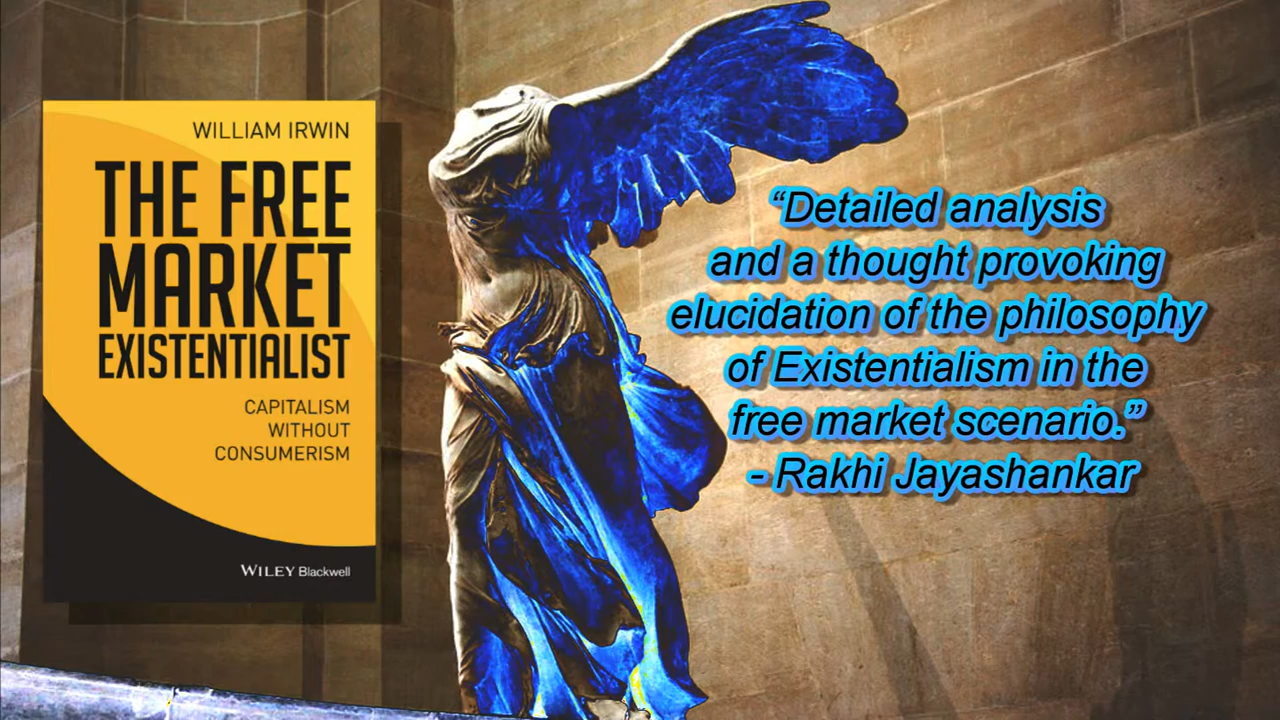 WILLIAM IRWIN
THE FREE
MARKET
EXISTENTIALIST
CAPITALISM
WITHOUT
CONSUMERISM
WILEY Blackwell
“Detailed analysis
and a thought provoking
elucidation of the philosophy
of Existentialism in the
free market scenario.”
- Rakhi Jayashankar